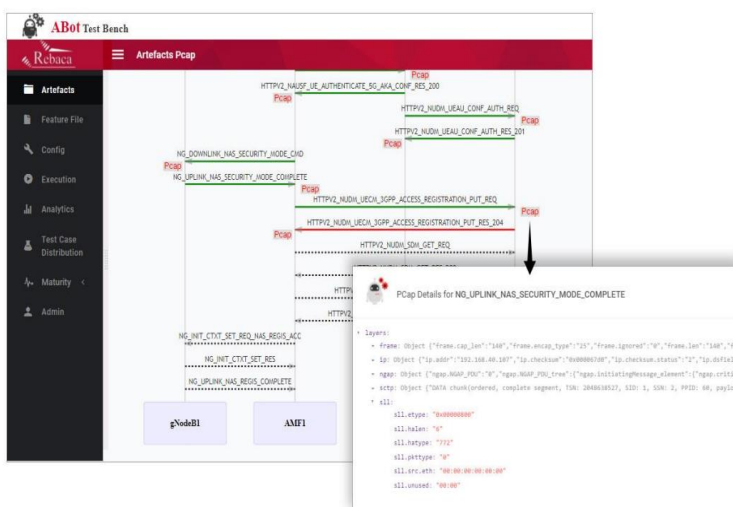 ABot Test Bench
Rebaca
Artefacts Pcap
Artefacts
Feature File
Config
Execution
Analytics
Test Case
Distribution
Maturity
Admin
Pcap
HTTPV2_NAUSF_UE_AUTHENTICATE_5G_AKA_CONF_RES_200
Pcap
HTTPV2_NUDM_UEAU_CONF_AUTH_REQ
Pcap
HTTPV2_NUDM_UEAU_CONF_AUTH_RES_201
Pcap
NG_DOWNLINK_NAS_SECURITY_MODE_CMD
Pcap
NG_UPLINK_NAS_SECURITY_MODE_COMPLETE
Pcap
HTTPV2_NUDM_UECM_3GPP_ACCESS_REGISTRATION_PUT_REQ
Pcap
HTTPV2_NUDM_UECM_3GPP_ACCESS_REGISTRATION_PUT_RES_204
Pcap
HTTPV2_NUDM_SDM_GET_REQ
NG_INIT_CTXT_SET_REQ_NAS_REGIS_ACC
NG_INIT_CTXT_SET_RES
NG_UPLINK_NAS_REGIS_COMPLETE
gNodeB1
AMF1
PCap Details for NG_UPLINK_NAS_SECURITY_MODE_COMPLETE
layers:
frame: Object {"frame.cap_len":"140","frame.encap_type":"25","frame.ignored":"0","frame.len":"140",
ip: Object {"ip.addr":"192.168.40.107","ip.checksum":"0x000067d0","ip.checksum.status":"2",
ngap: Object {"ngap.NGAP_PDU":"0","ngap.NGAP_PDU_tree":{"ngap.initiatingMessage_element":
sctp: Object {"DATA chunk(ordered, complete segment, TSN: 2048638527, SID: 1, SSN: 2, PPID: 60,
sll:
sll.etype: "0x00000800"
sll.halen: "6"
sll.hatype: "772"
sll.pkttype: "0"
sll.src.eth: "00:00:00:00:00:00"
sll.unused: "00:00"